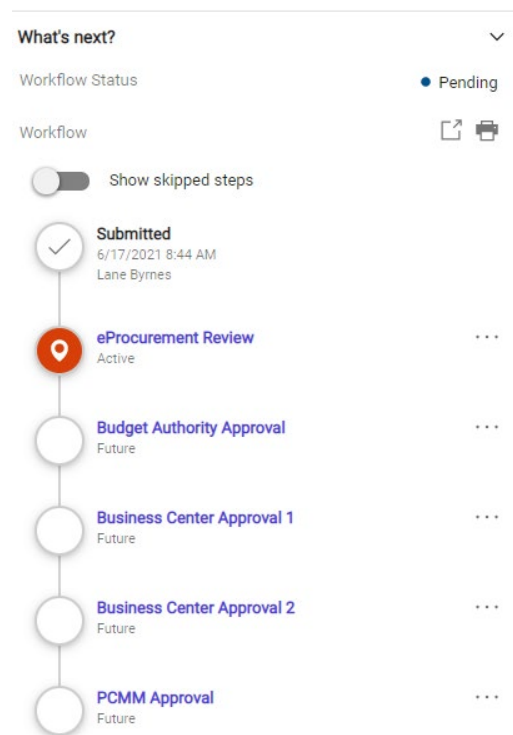 What's next?
Workflow Status
Pending
Workflow
Show skipped steps
Submitted
6/17/2021 8:44 AM
Lane Byrnes
eProcurement Review
Active
Budget Authority Approval
Future
Business Center Approval 1
Future
Business Center Approval 2
Future
PCMM Approval
Future